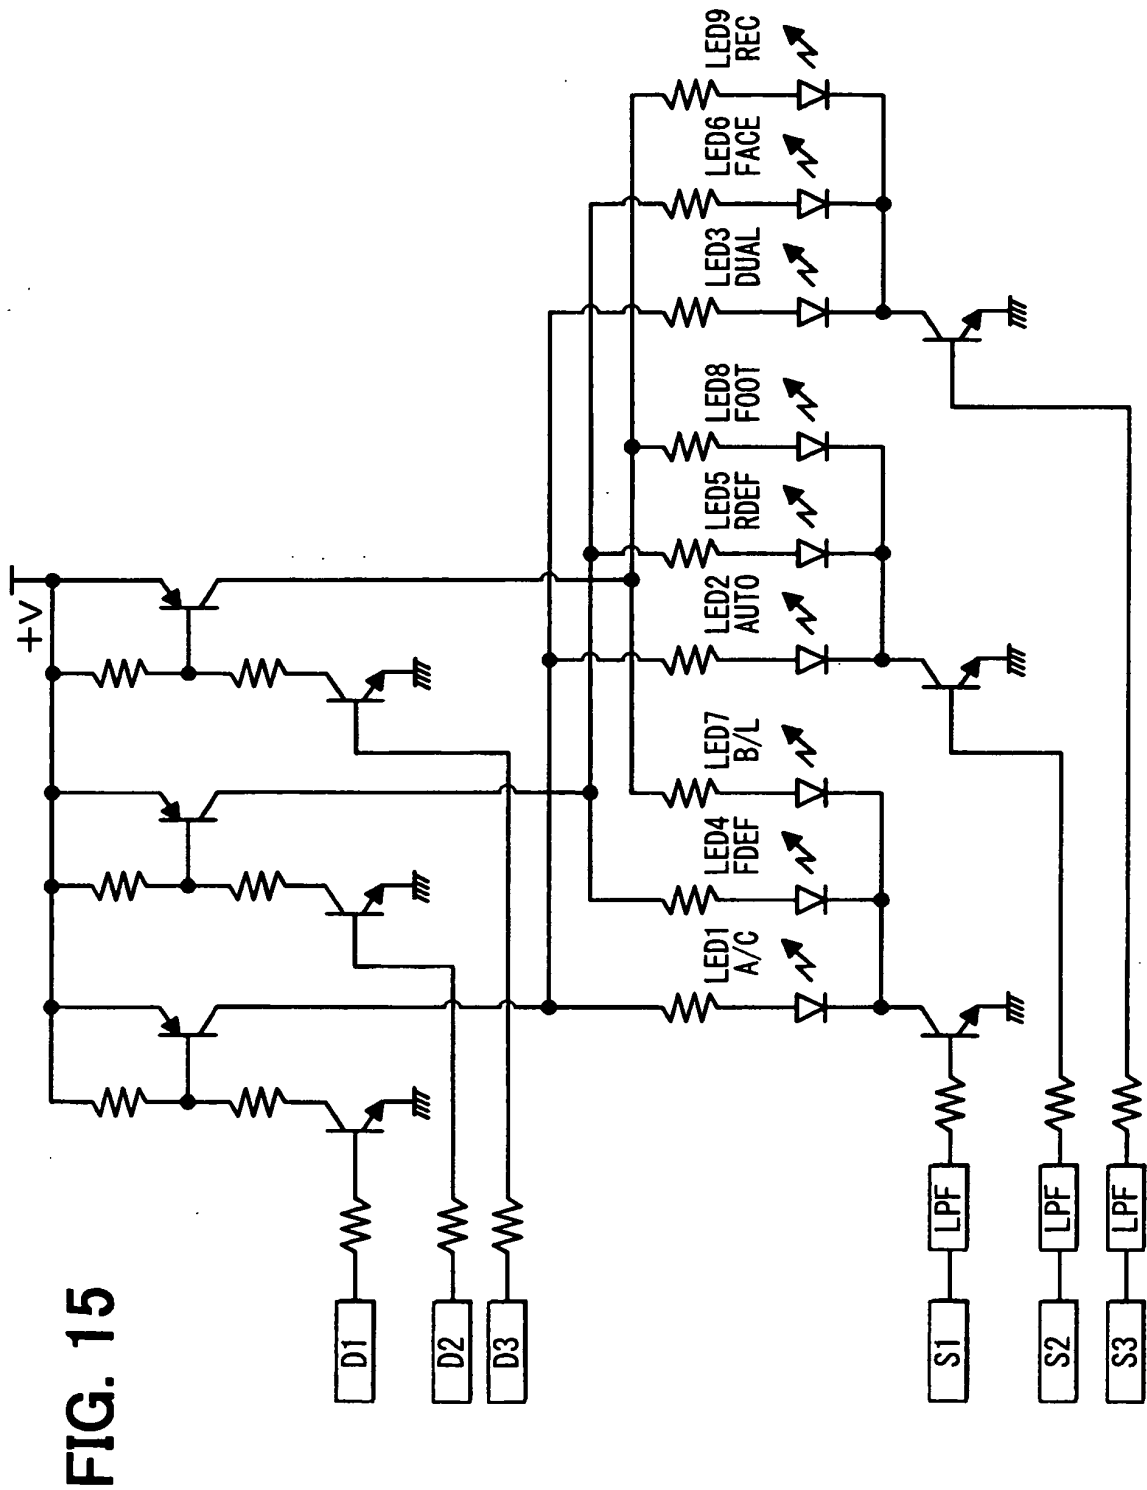 FIG. 15
+V
D1
D2
D3
S1
LPF
S2
LPF
S3
LPF
LED1
A/C
LED4
FDEF
LED7
B/L
LED2
AUTO
LED5
RDEF
LED8
FOOT
LED3
DUAL
LED6
FACE
LED9
REC